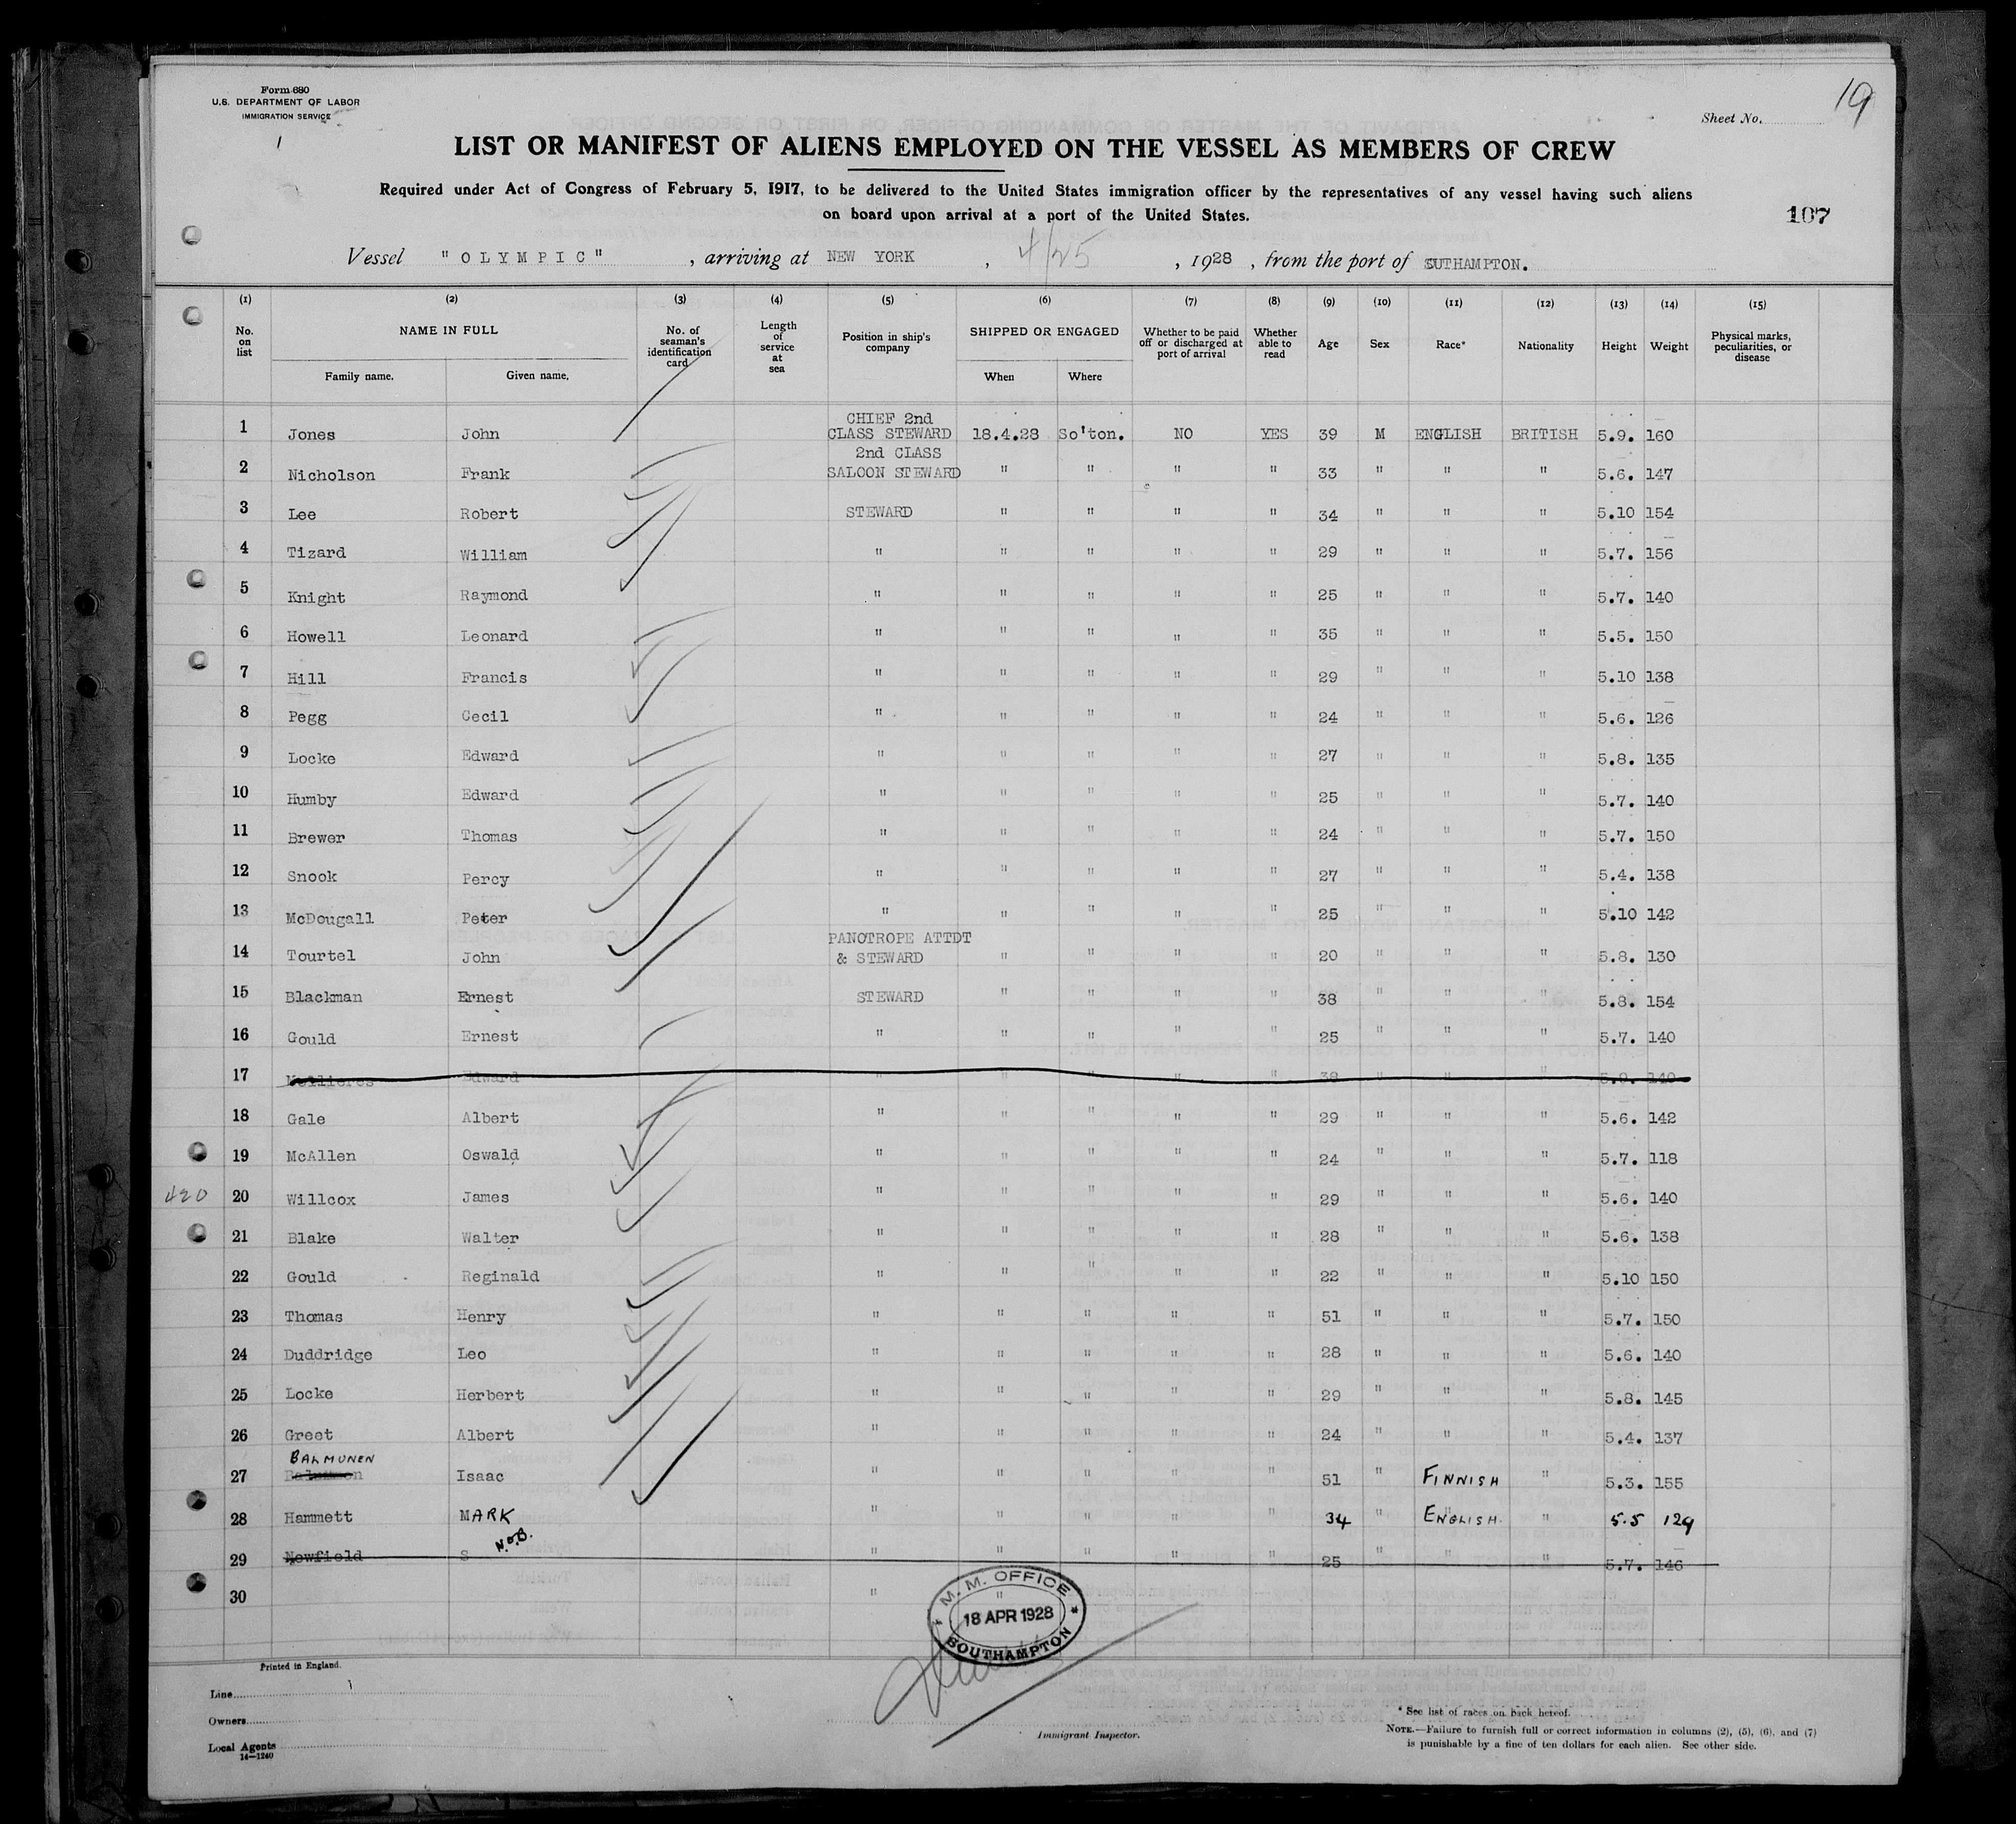 Form 680
U.S. DEPARTMENT OF LABOR
IMMIGRATION SERVICE
Sheet No. 19
LIST OR MANIFEST OF ALIENS EMPLOYED ON THE VESSEL AS MEMBERS OF CREW
Required under Act of Congress of February 5, 1917, to be delivered to the United States immigration officer by the representatives of any vessel having such aliens
on board upon arrival at a port of the United States.
107
Vessel "OLYMPIC", arriving at NEW YORK, 4/25, 1928, from the port of SUTHAMPTON.
(1) (2) (3) (4) (5) (6) (7) (8) (9) (10) (11) (12) (13) (14) (15)
No. on list NAME IN FULL No. of seaman's identification card Length of service at sea Position in ship's company SHIPPED OR ENGAGED Whether to be paid off or discharged at port of arrival Whether able to read Age Sex Race* Nationality Height Weight Physical marks, peculiarities, or disease
Family name. Given name. When Where
1 Jones John CHIEF 2nd CLASS STEWARD 18.4.28 So'ton. NO YES 39 M ENGLISH BRITISH 5.9. 160
2 Nicholson Frank 2nd CLASS SALOON STEWARD " " " " 33 " " " 5.6. 147
3 Lee Robert STEWARD " " " " 34 " " " 5.10 154
4 Tizard William " " " " " 29 " " " 5.7. 156
5 Knight Raymond " " " " " 25 " " " 5.7. 140
6 Howell Leonard " " " " " 35 " " " 5.5. 150
7 Hill Francis " " " " " 29 " " " 5.10 138
8 Pegg Cecil " " " " " 24 " " " 5.6. 126
9 Locke Edward " " " " " 27 " " " 5.8. 135
10 Humby Edward " " " " " 25 " " " 5.7. 140
11 Brewer Thomas " " " " " 24 " " " 5.7. 150
12 Snook Percy " " " " " 27 " " " 5.4. 138
13 McDougall Peter " " " " " 25 " " " 5.10 142
14 Tourtel John PANOTROPE ATTDT & STEWARD " " " " 20 " " " 5.8. 130
15 Blackman Ernest STEWARD " " " " 38 " " " 5.8. 154
16 Gould Ernest " " " " " 25 " " " 5.7. 140
17 Edward " " " " " 38 " " " 5.9. 140
18 Gale Albert " " " " " 29 " " " 5.6. 142
19 McAllen Oswald " " " " " 24 " " " 5.7. 118
420 20 Willcox James " " " " " 29 " " " 5.6. 140
21 Blake Walter " " " " " 28 " " " 5.6. 138
22 Gould Reginald " " " " " 22 " " " 5.10 150
23 Thomas Henry " " " " " 51 " " " 5.7. 150
24 Duddridge Leo " " " " " 28 " " " 5.6. 140
25 Locke Herbert " " " " " 29 " " " 5.8. 145
26 Greet Albert " " " " " 24 " " " 5.4. 137
27 BALMUNEN Isaac " " " " " 51 " FINNISH " 5.3. 155
28 Hammett MARK " " " " " 34 " ENGLISH. " 5.5 129
29 Newfield S N.O.B. " " " " " 25 " " " 5.7. 146
30 " "
M. M. OFFICE
18 APR 1928
SOUTHAMPTON
Printed in England.
Line
Owners
Local Agents
14—1240
Immigrant Inspector.
* See list of races on back hereof.
NOTE.—Failure to furnish full or correct information in columns (2), (5), (6), and (7)
is punishable by a fine of ten dollars for each alien. See other side.